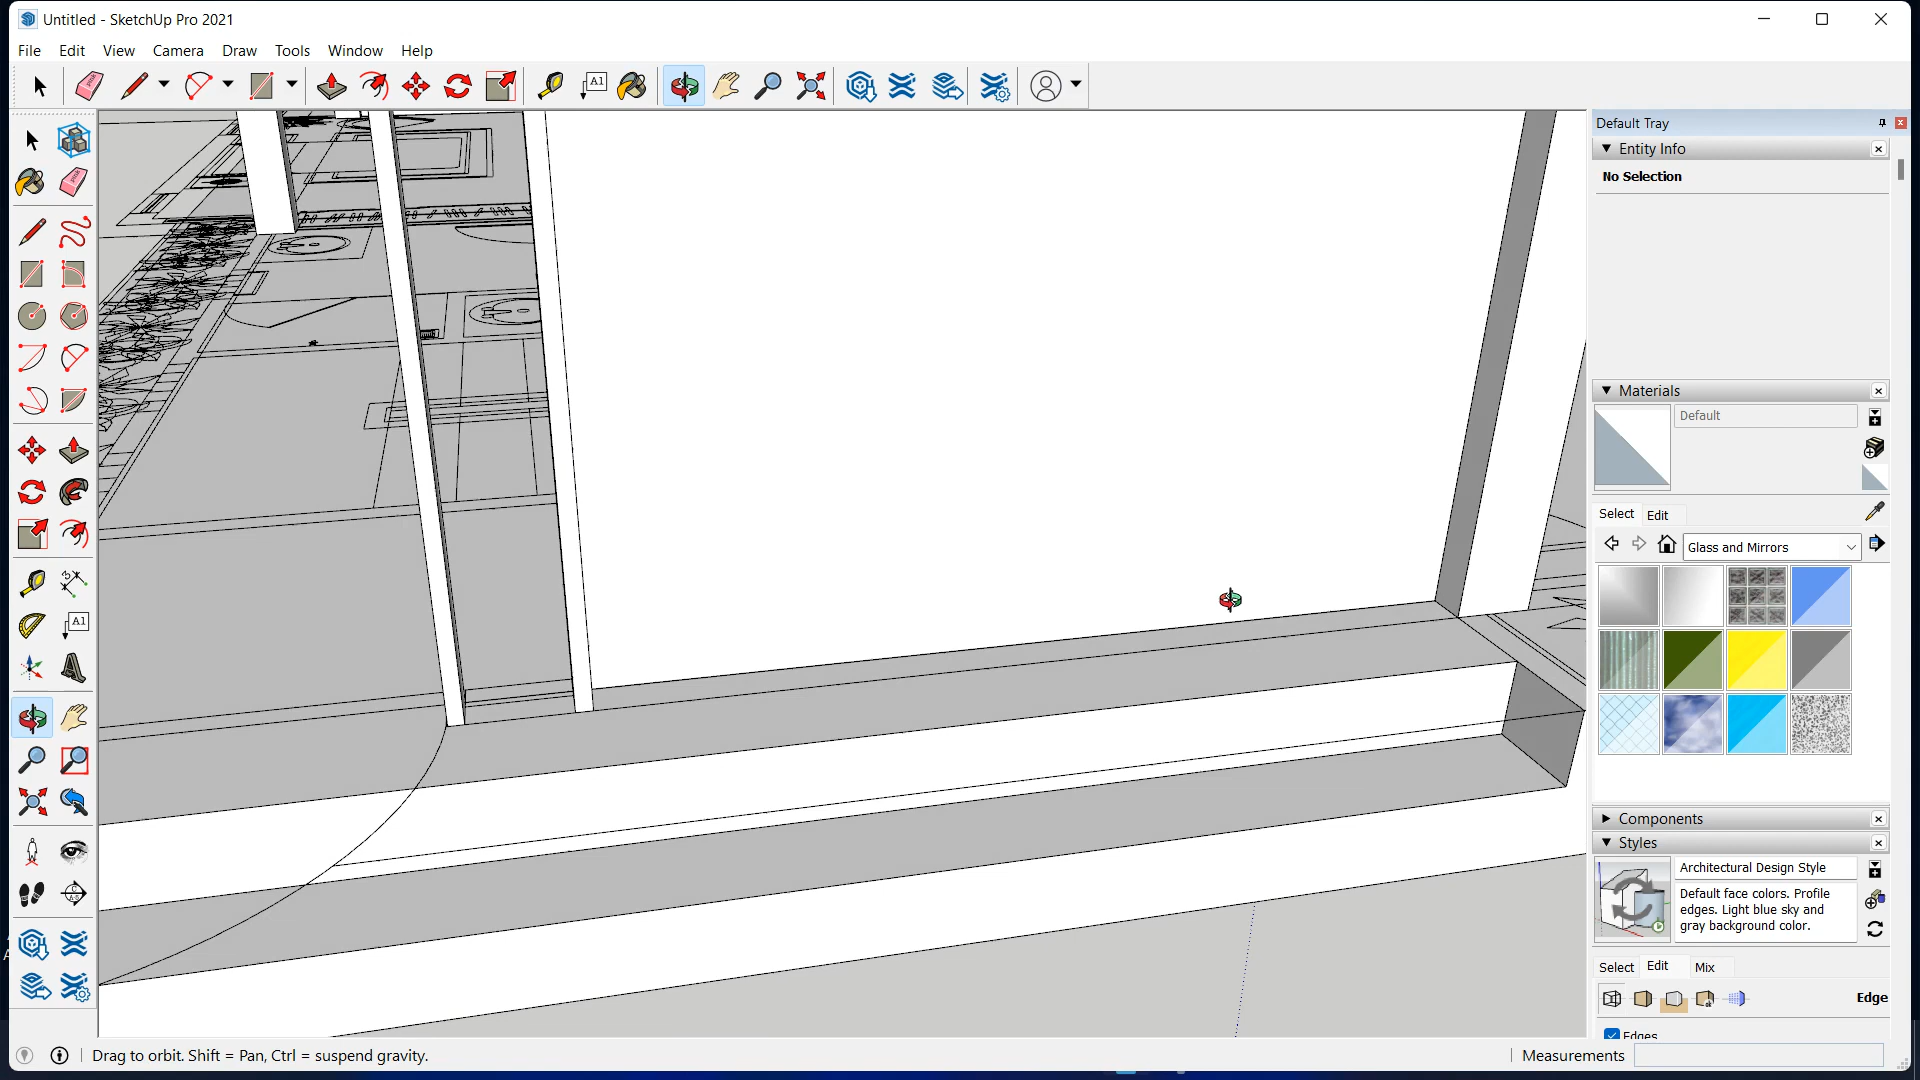 Untitled - SketchUp Pro 2021
File Edit View Camera Draw Tools Window Help
A1
Default Tray
Entity Info
No Selection
Materials
Default
Select Edit
Glass and Mirrors
A1
Components
Styles
Architectural Design Style
Default face colors. Profile
edges. Light blue sky and
gray background color.
Select Edit Mix
Edge
Edges
Drag to orbit. Shift = Pan, Ctrl = suspend gravity.
Measurements